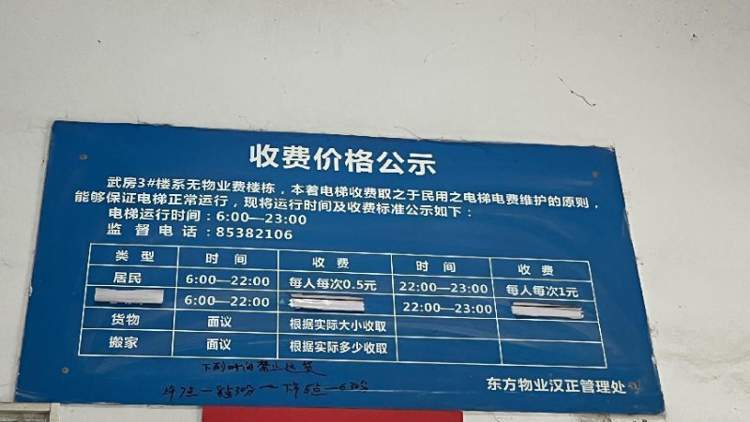 收费价格公示
武房3#楼系无物业费楼栋，本着电梯收费取之于民用之电梯电费维护的原则，
能够保证电梯正常运行，现将运行时间及收费标准公示如下：
电梯运行时间：6:00—23:00
监督电话：85382106
类型 时间 收费 时间 收费
居民 6:00—22:00 每人每次0.5元 22:00—23:00 每人每次1元
6:00—22:00 22:00—23:00
货物 面议 根据实际大小收取
搬家 面议 根据实际多少收取
下列时间禁止运货
东方物业汉正管理处